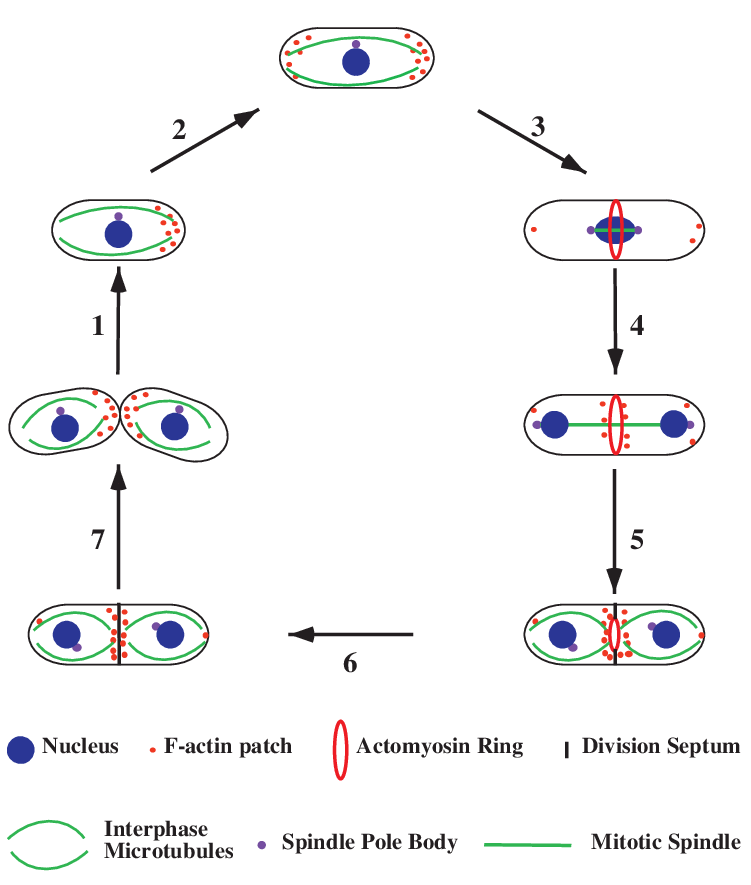 2
3
1
4
7
5
6
Nucleus
F-actin patch
Actomyosin Ring
Division Septum
Interphase
Microtubules
Spindle Pole Body
Mitotic Spindle